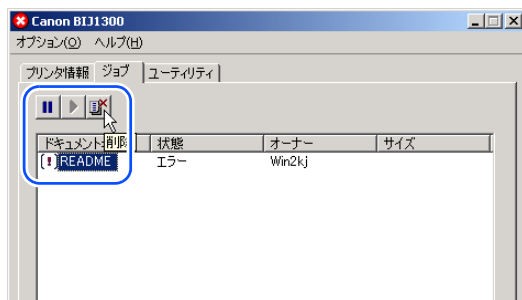 Canon BIJ1300
オプション(O) ヘルプ(H)
プリンタ情報 ジョブ ユーティリティ
削除
ドキュメント 状態 オーナー サイズ
README エラー Win2kj